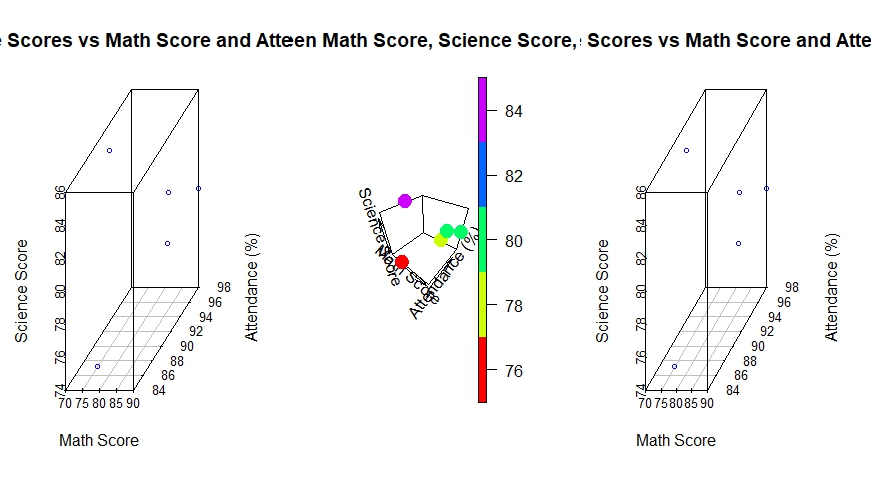 Scores vs Math Score and Atte
en Math Score, Science Score,
Scores vs Math Score and Atte
Science Score
74
76
78
80
82
84
86
70 75 80 85 90
Math Score
84
86
88
90
92
94
96
98
Attendance (%)
Science Score
Math Score
Attendance (%)
84
82
80
78
76
Science Score
74
76
78
80
82
84
86
70 75 80 85 90
Math Score
84
86
88
90
92
94
96
98
Attendance (%)